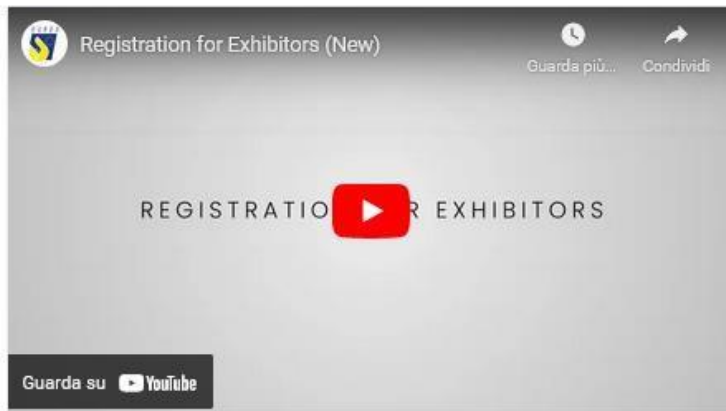 Registration for Exhibitors (New)
Guarda più...
Condividi
REGISTRATIO R EXHIBITORS
Guarda su YouTube